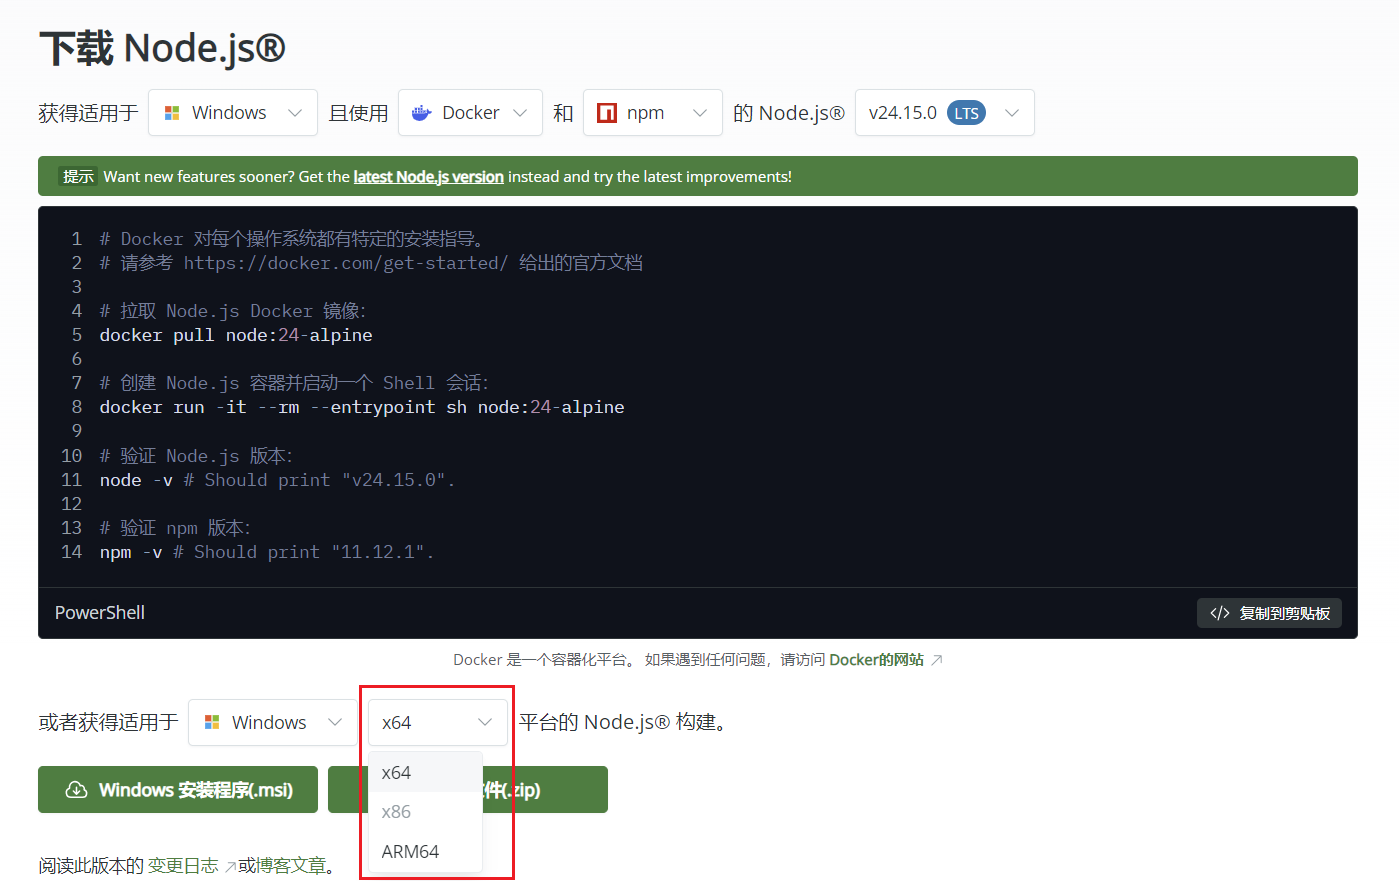 下载 Node.js®
获得适用于 Windows 且使用 Docker 和 npm 的 Node.js® v24.15.0 LTS
提示 Want new features sooner? Get the latest Node.js version instead and try the latest improvements!
1 # Docker 对每个操作系统都有特定的安装指导。
2 # 请参考 https://docker.com/get-started/ 给出的官方文档
3
4 # 拉取 Node.js Docker 镜像：
5 docker pull node:24-alpine
6
7 # 创建 Node.js 容器并启动一个 Shell 会话：
8 docker run -it --rm --entrypoint sh node:24-alpine
9
10 # 验证 Node.js 版本：
11 node -v # Should print "v24.15.0".
12
13 # 验证 npm 版本：
14 npm -v # Should print "11.12.1".
PowerShell
复制到剪贴板
Docker 是一个容器化平台。 如果遇到任何问题，请访问 Docker的网站
或者获得适用于 Windows x64 平台的 Node.js® 构建。
x64
x86
ARM64
Windows 安装程序(.msi)
件(.zip)
阅读此版本的 变更日志 或博客文章。